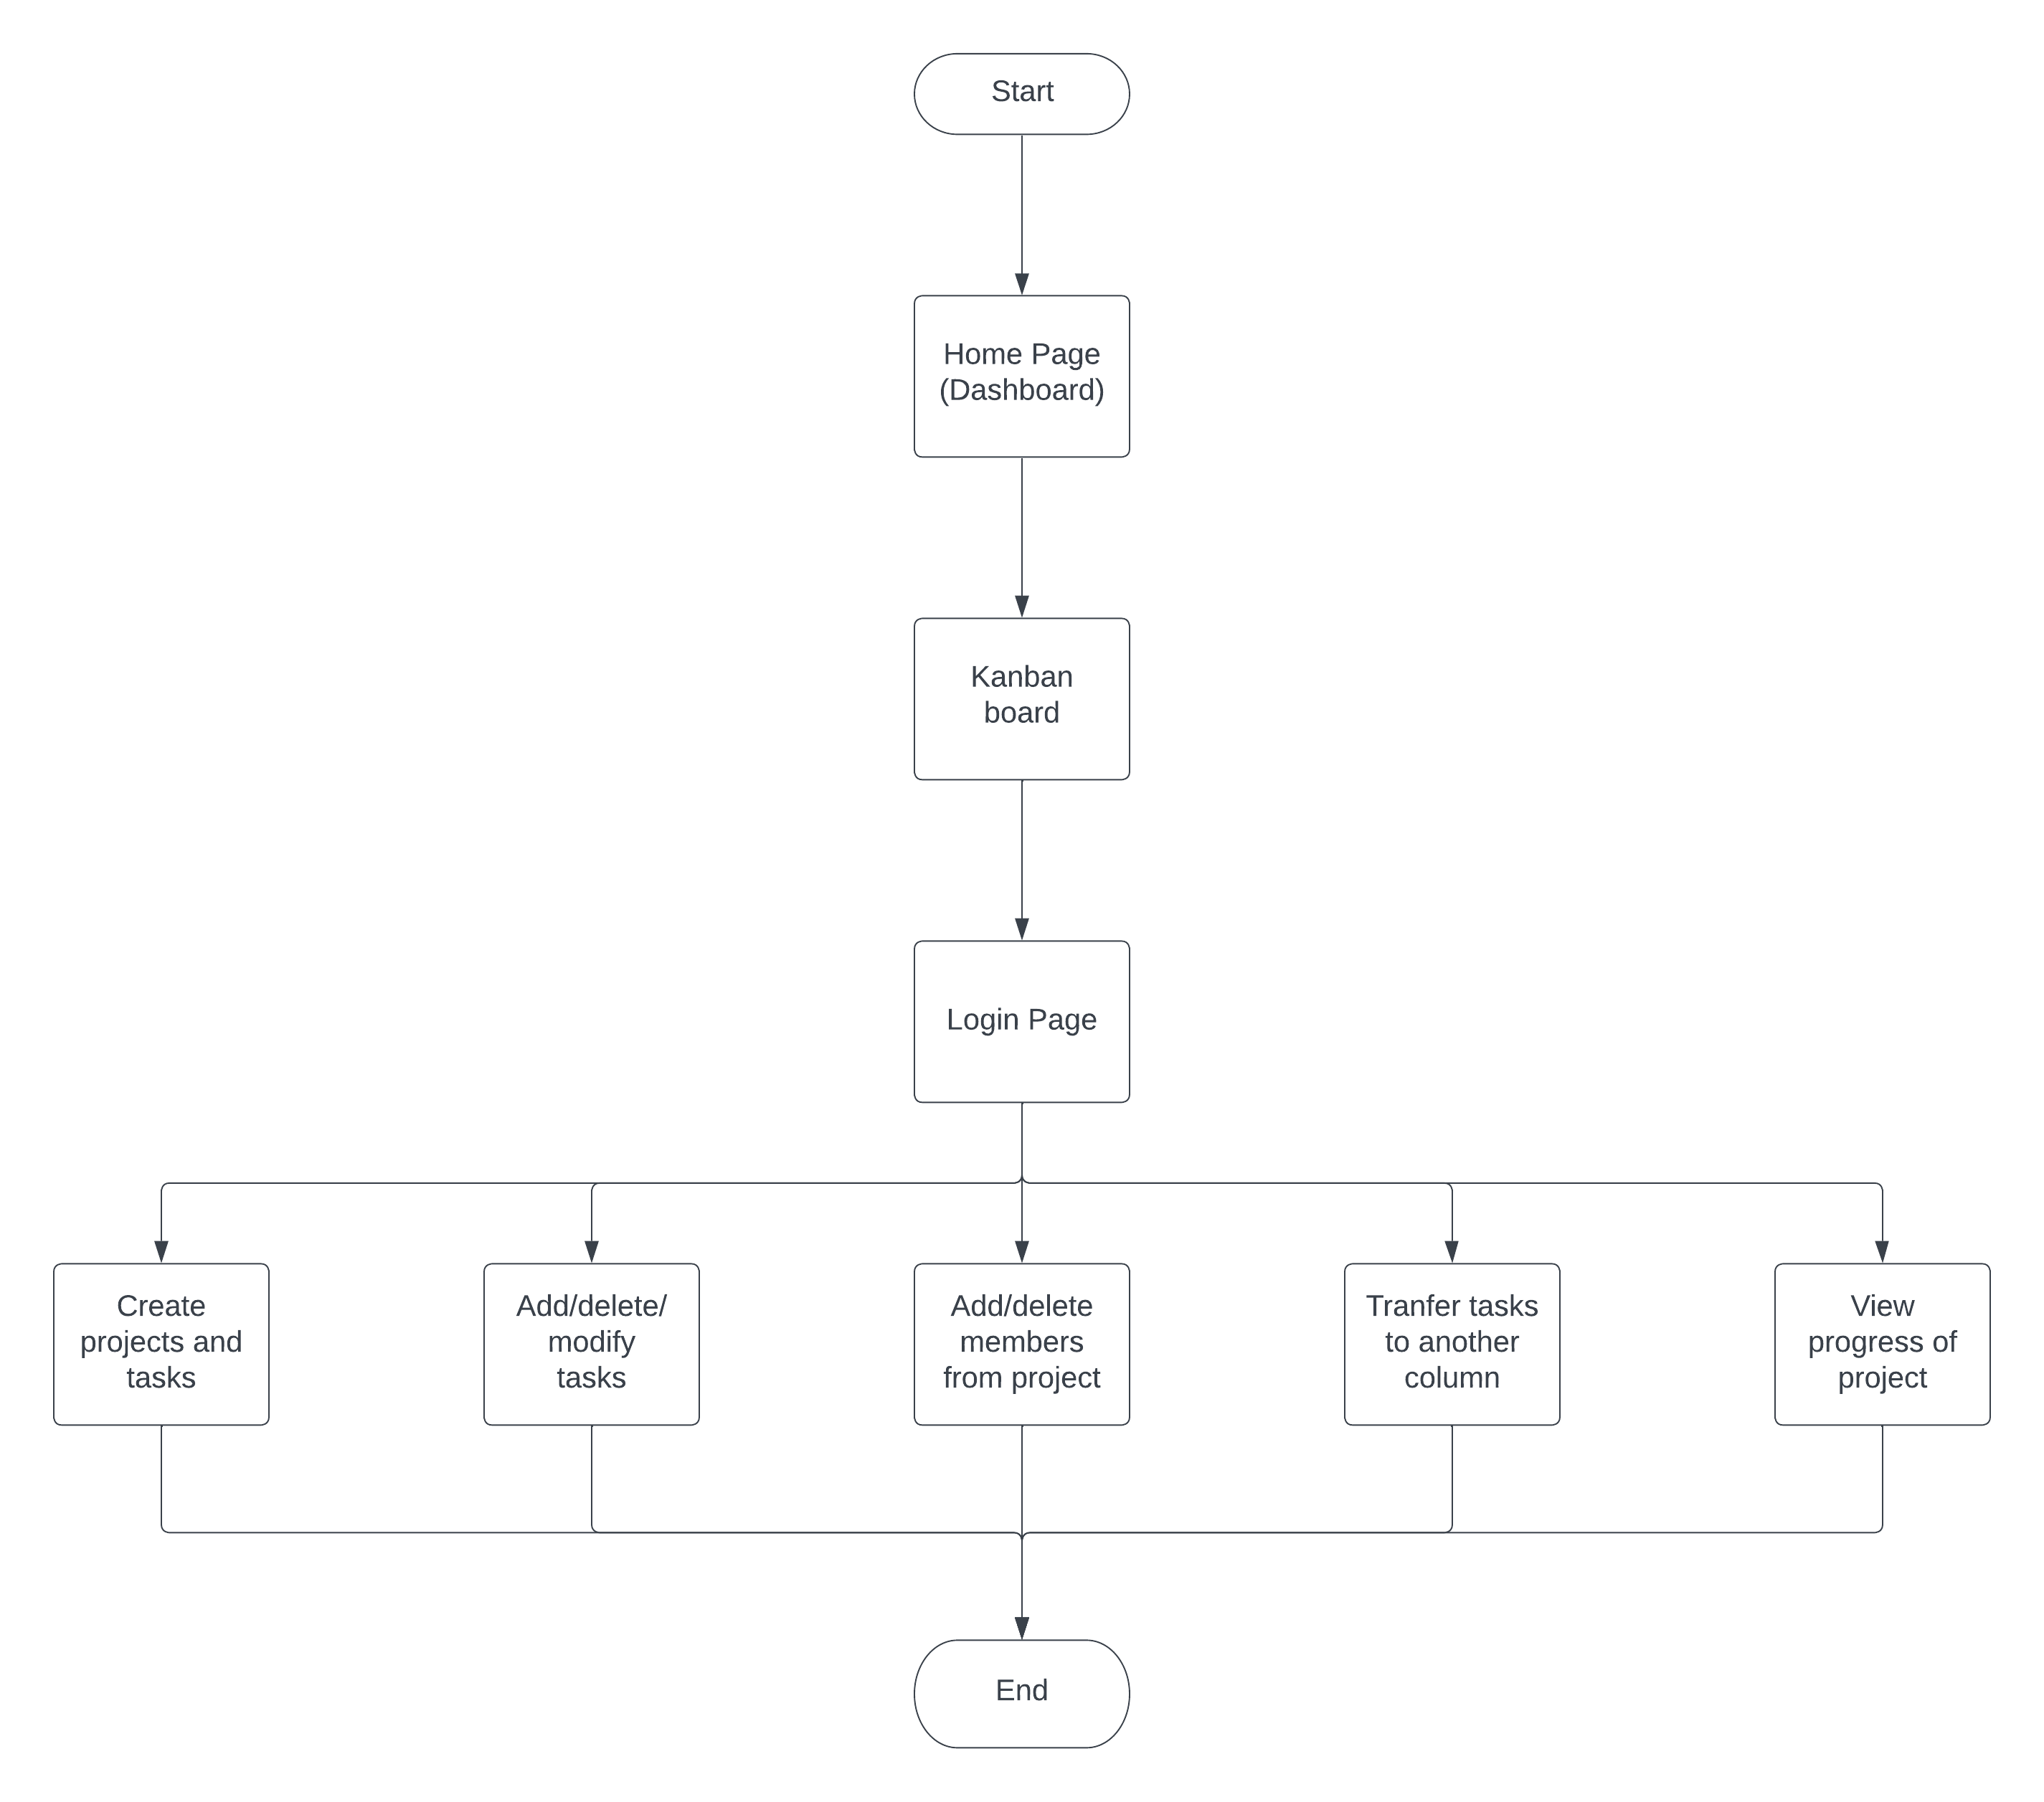 Start
Home Page
(Dashboard)
Kanban
board
Login Page
Create
projects and
tasks
Add/delete/
modify
tasks
Add/delete
members
from project
Tranfer tasks
to another
column
View
progress of
project
End